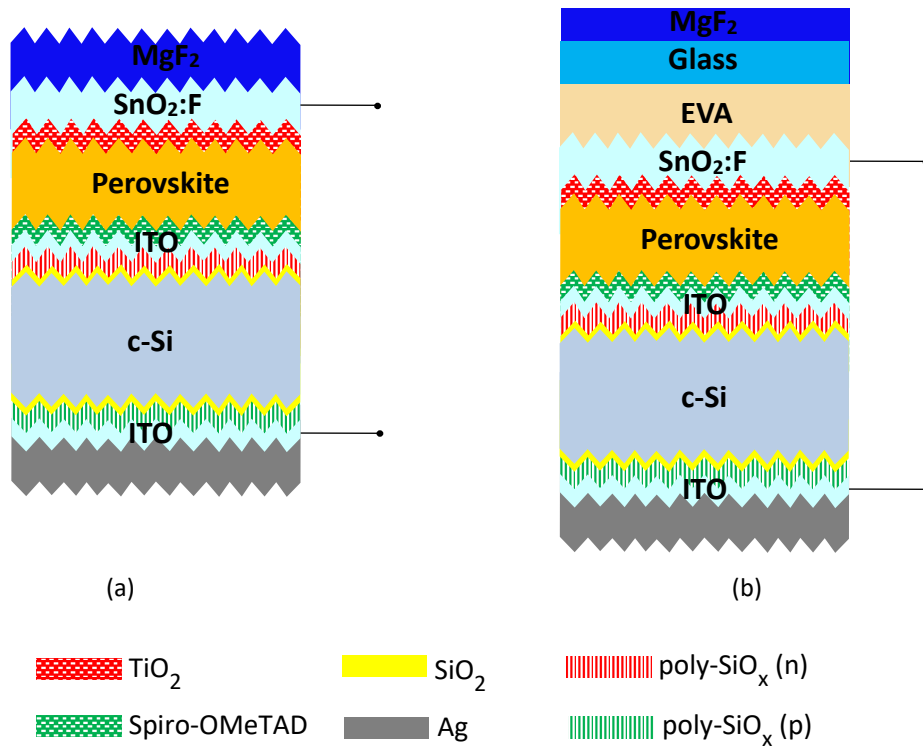 MgF₂
SnO₂:F
Perovskite
ITO
c-Si
ITO
(a)
MgF₂
Glass
EVA
SnO₂:F
Perovskite
ITO
c-Si
ITO
(b)
TiO₂
SiO₂
poly-SiOₓ (n)
Spiro-OMeTAD
Ag
poly-SiOₓ (p)